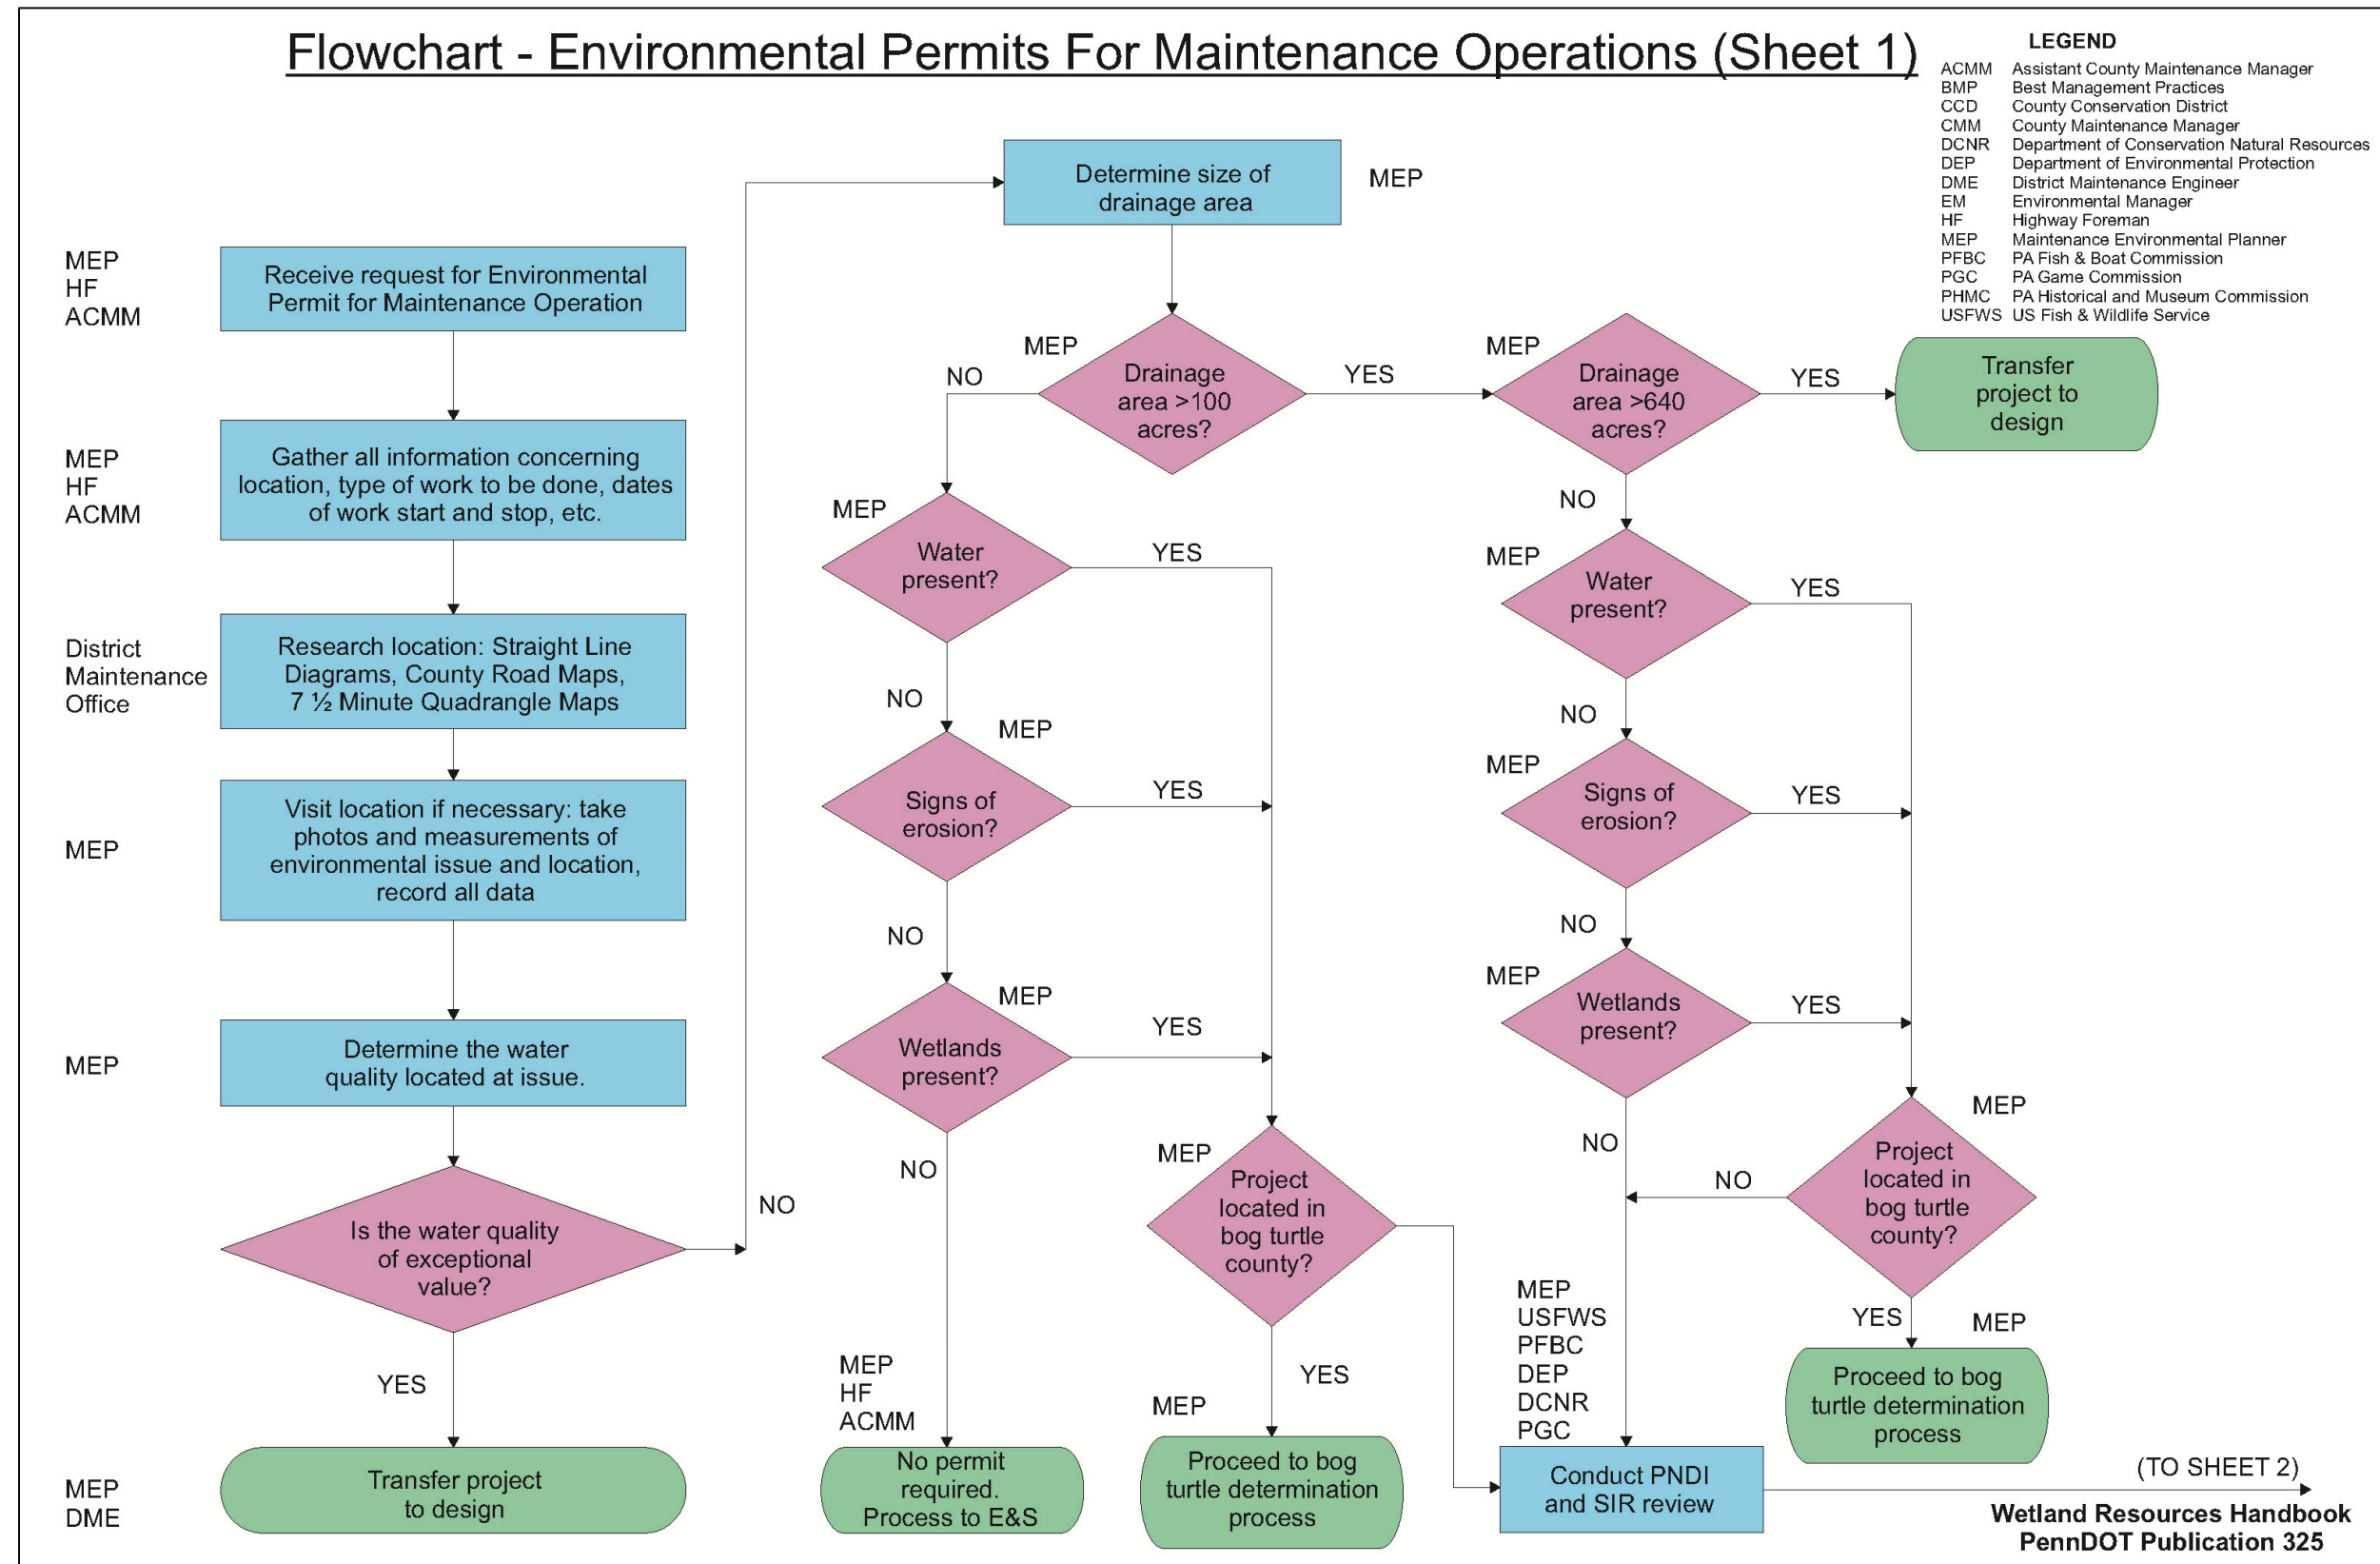 Flowchart - Environmental Permits For Maintenance Operations (Sheet 1)
LEGEND
ACMM Assistant County Maintenance Manager
BMP Best Management Practices
CCD County Conservation District
CMM County Maintenance Manager
DCNR Department of Conservation Natural Resources
DEP Department of Environmental Protection
DME District Maintenance Engineer
EM Environmental Manager
HF Highway Foreman
MEP Maintenance Environmental Planner
PFBC PA Fish & Boat Commission
PGC PA Game Commission
PHMC PA Historical and Museum Commission
USFWS US Fish & Wildlife Service
MEP
HF
ACMM
Receive request for Environmental
Permit for Maintenance Operation
MEP
HF
ACMM
Gather all information concerning
location, type of work to be done, dates
of work start and stop, etc.
District
Maintenance
Office
Research location: Straight Line
Diagrams, County Road Maps,
7 ½ Minute Quadrangle Maps
MEP
Visit location if necessary: take
photos and measurements of
environmental issue and location,
record all data
MEP
Determine the water
quality located at issue.
Is the water quality
of exceptional
value?
NO
YES
MEP
DME
Transfer project
to design
Determine size of
drainage area
MEP
MEP
Drainage
area >100
acres?
NO
YES
MEP
Drainage
area >640
acres?
YES
Transfer
project to
design
NO
MEP
Water
present?
YES
NO
MEP
Signs of
erosion?
YES
NO
MEP
Wetlands
present?
YES
NO
MEP
HF
ACMM
No permit
required.
Process to E&S
MEP
Project
located in
bog turtle
county?
YES
MEP
Proceed to bog
turtle determination
process
MEP
Water
present?
YES
NO
MEP
Signs of
erosion?
YES
NO
MEP
Wetlands
present?
YES
NO
MEP
Project
located in
bog turtle
county?
NO
YES
MEP
Proceed to bog
turtle determination
process
MEP
USFWS
PFBC
DEP
DCNR
PGC
Conduct PNDI
and SIR review
(TO SHEET 2)
Wetland Resources Handbook
PennDOT Publication 325